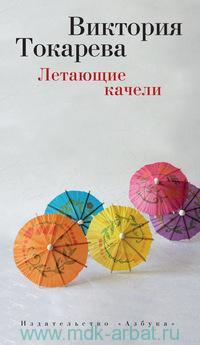 Виктория
Токарева
Летающие
качели
Издательство «Азбука»
www.mdk-arbat.ru